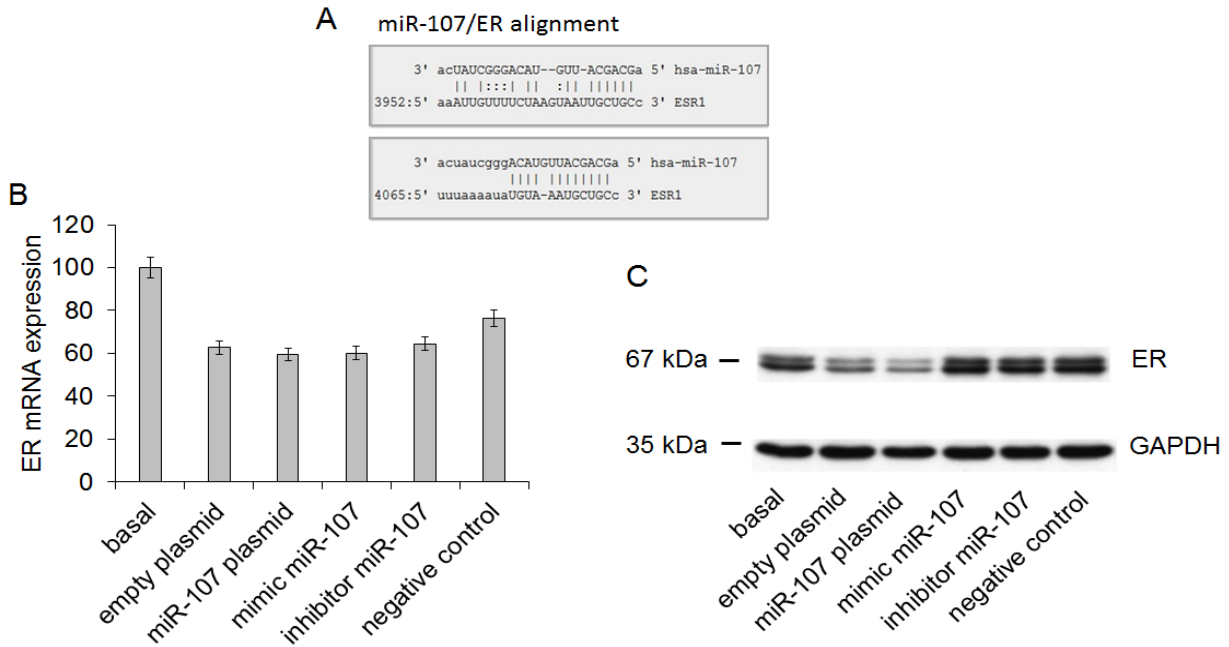 A
miR-107/ER alignment
3' acUAUCGGGACAU--GUU-ACGACGa 5' hsa-miR-107
|| |:::| || :|| ||||||
3952:5' aaAUUGUUUUCUAAGUAAUUGCUGCc 3' ESR1
3' acuaucgggACAUGUUACGACGa 5' hsa-miR-107
|||| ||||||||
4065:5' uuuaaaauaUGUA-AAUGCUGCc 3' ESR1
B
ER mRNA expression
120
100
80
60
40
20
0
basal
empty plasmid
miR-107 plasmid
mimic miR-107
inhibitor miR-107
negative control
C
67 kDa
ER
35 kDa
GAPDH
basal
empty plasmid
miR-107 plasmid
mimic miR-107
inhibitor miR-107
negative control